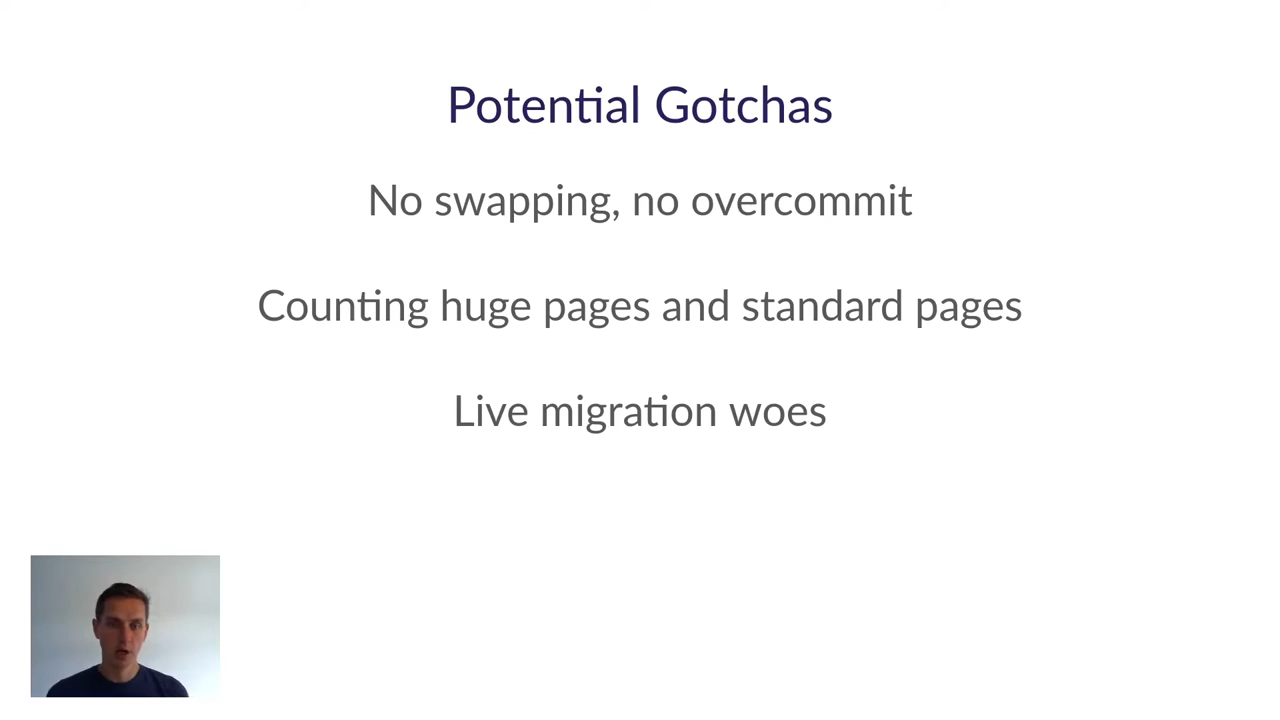 Potential Gotchas
No swapping, no overcommit
Counting huge pages and standard pages
Live migration woes